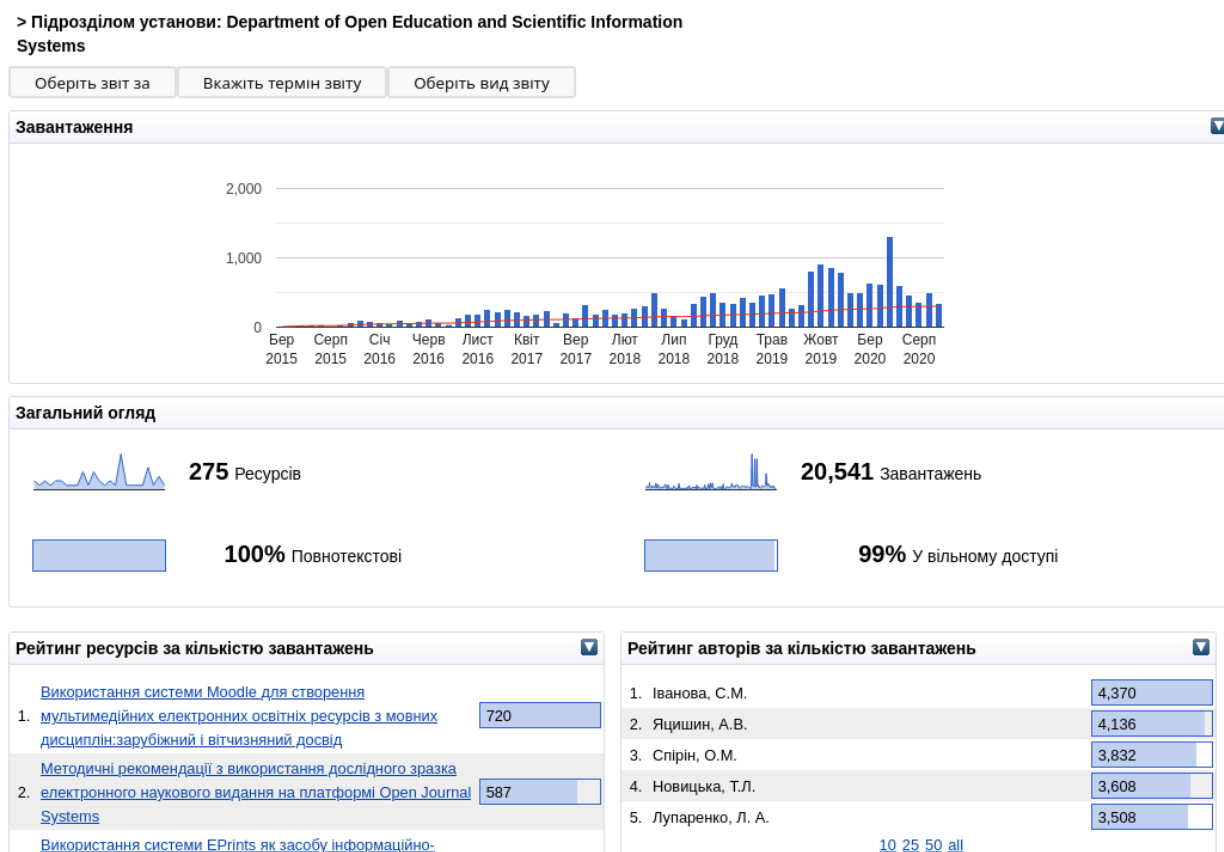 > Підрозділом установи: Department of Open Education and Scientific Information
Systems
Оберіть звіт за
Вкажіть термін звіту
Оберіть вид звіту
Завантаження
2,000
1,000
0
Бер Серп Січ Черв Лист Квіт Вер Лют Лип Груд Трав Жовт Бер Серп
2015 2015 2016 2016 2016 2017 2017 2018 2018 2018 2019 2019 2020 2020
Загальний огляд
275 Ресурсів
20,541 Завантажень
100% Повнотекстові
99% У вільному доступі
Рейтинг ресурсів за кількістю завантажень
Використання системи Moodle для створення
1. мультимедійних електронних освітніх ресурсів з мовних 720
дисциплін:зарубіжний і вітчизняний досвід
Методичні рекомендації з використання дослідного зразка
2. електронного наукового видання на платформі Open Journal 587
Systems
Використання системи EPrints як засобу інформаційно-
Рейтинг авторів за кількістю завантажень
1. Іванова, С.М. 4,370
2. Яцишин, А.В. 4,136
3. Спірін, О.М. 3,832
4. Новицька, Т.Л. 3,608
5. Лупаренко, Л. А. 3,508
10 25 50 all